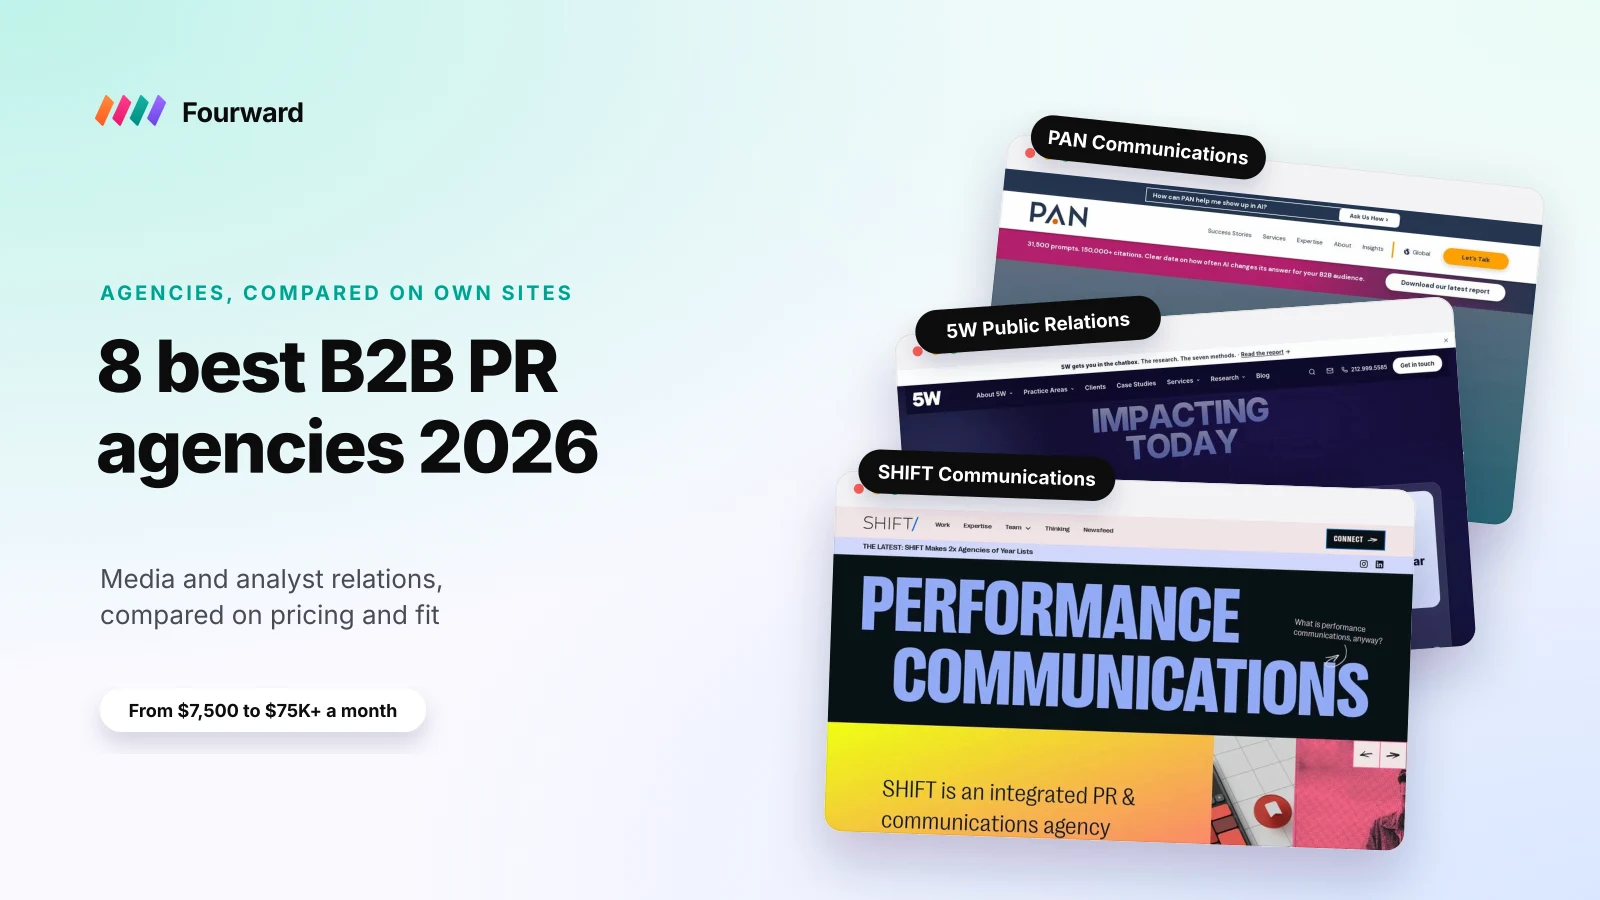 Fourward
AGENCIES, COMPARED ON OWN SITES
8 best B2B PR
agencies 2026
Media and analyst relations,
compared on pricing and fit
From $7,500 to $75K+ a month
PAN Communications
How can PAN help me show up in AI?
Ask Us How ›
PAN
Success Stories Services Expertise About Insights Global Let's Talk
31,500 prompts. 150,000+ citations. Clear data on how often AI changes its answer for your B2B audience.
Download our latest report
5W Public Relations
5W gets you in the chatbox. The research. The seven methods. · Read the report → ×
5W About 5W Practice Areas Clients Case Studies Services Research Blog 212.999.5585 Get in touch
IMPACTING
TODAY
ar
SHIFT Communications
SHIFT/ Work Expertise Team Thinking Newsfeed CONNECT
THE LATEST: SHIFT Makes 2x Agencies of Year Lists
PERFORMANCE
COMMUNICATIONS
What is performance
communications, anyway?
SHIFT is an integrated PR &
communications agency